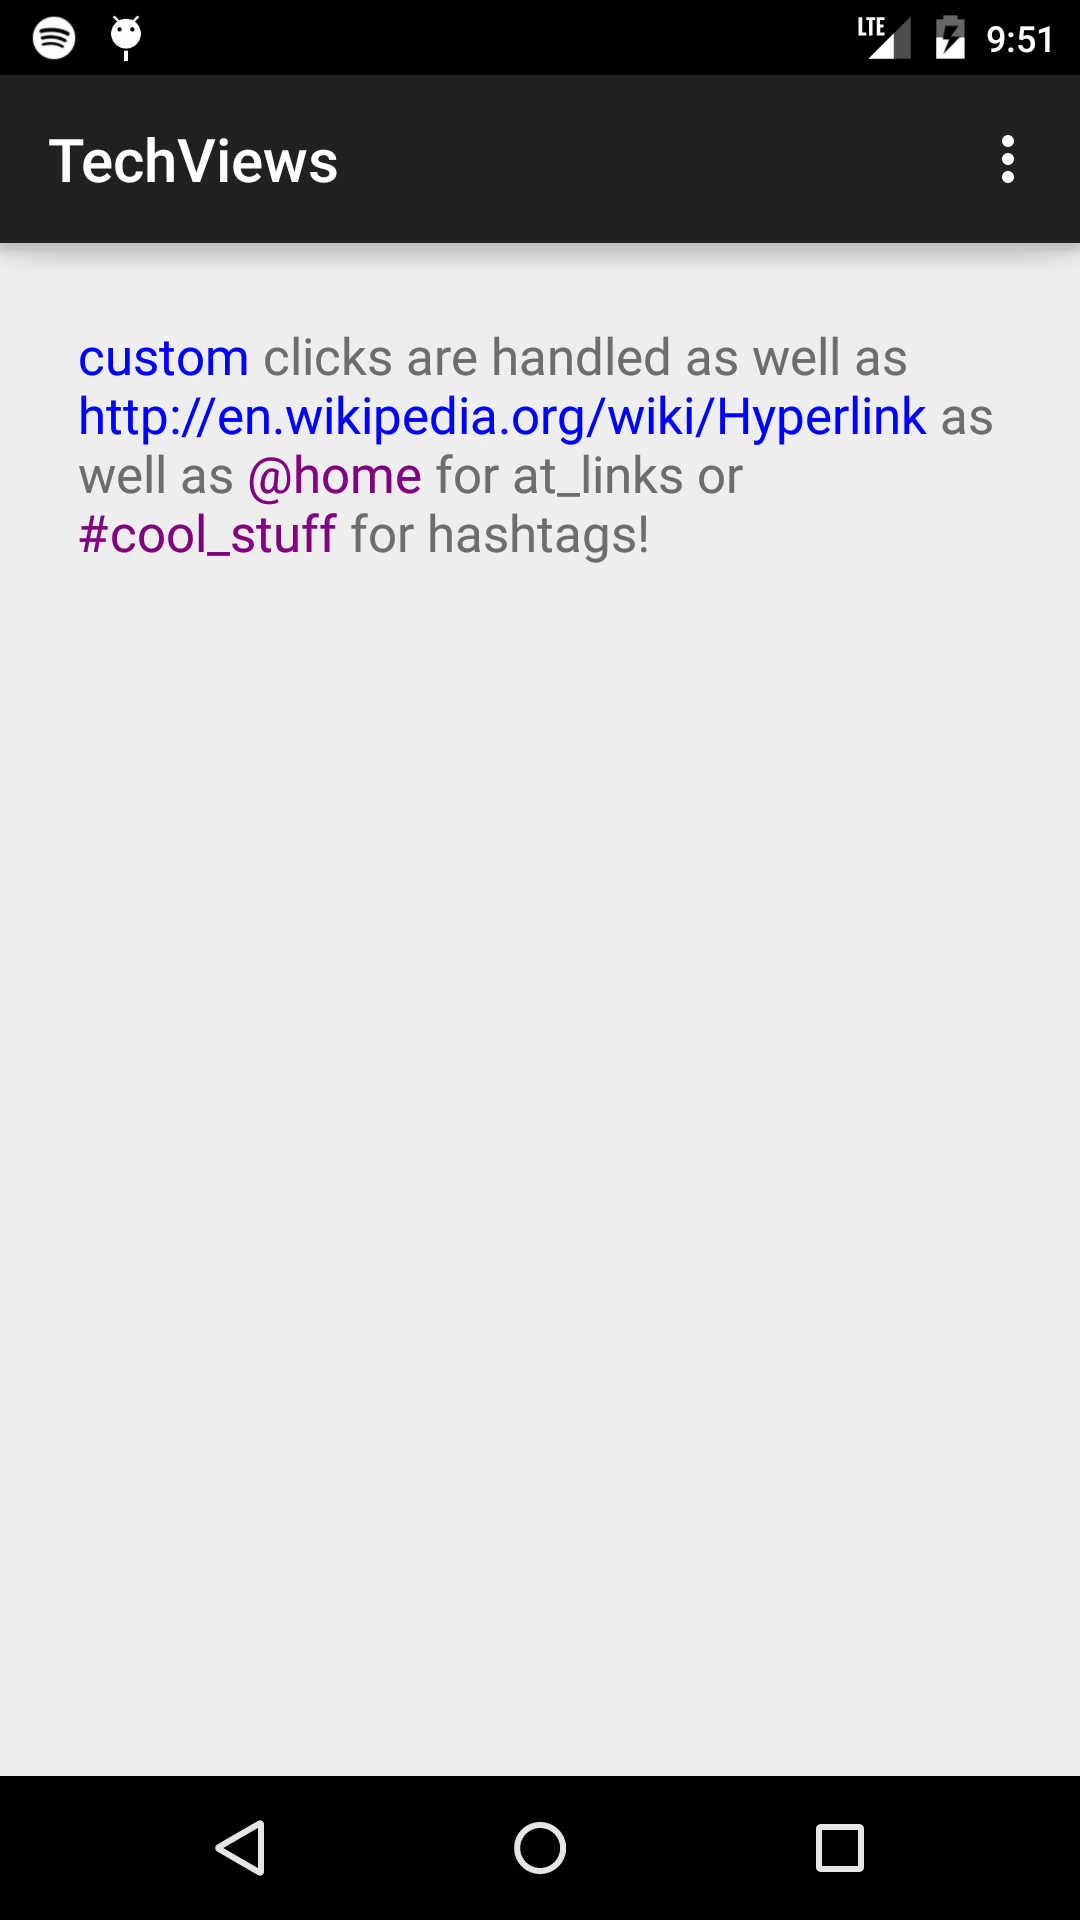 LTE 9:51
TechViews
custom clicks are handled as well as
http://en.wikipedia.org/wiki/Hyperlink as
well as @home for at_links or
#cool_stuff for hashtags!